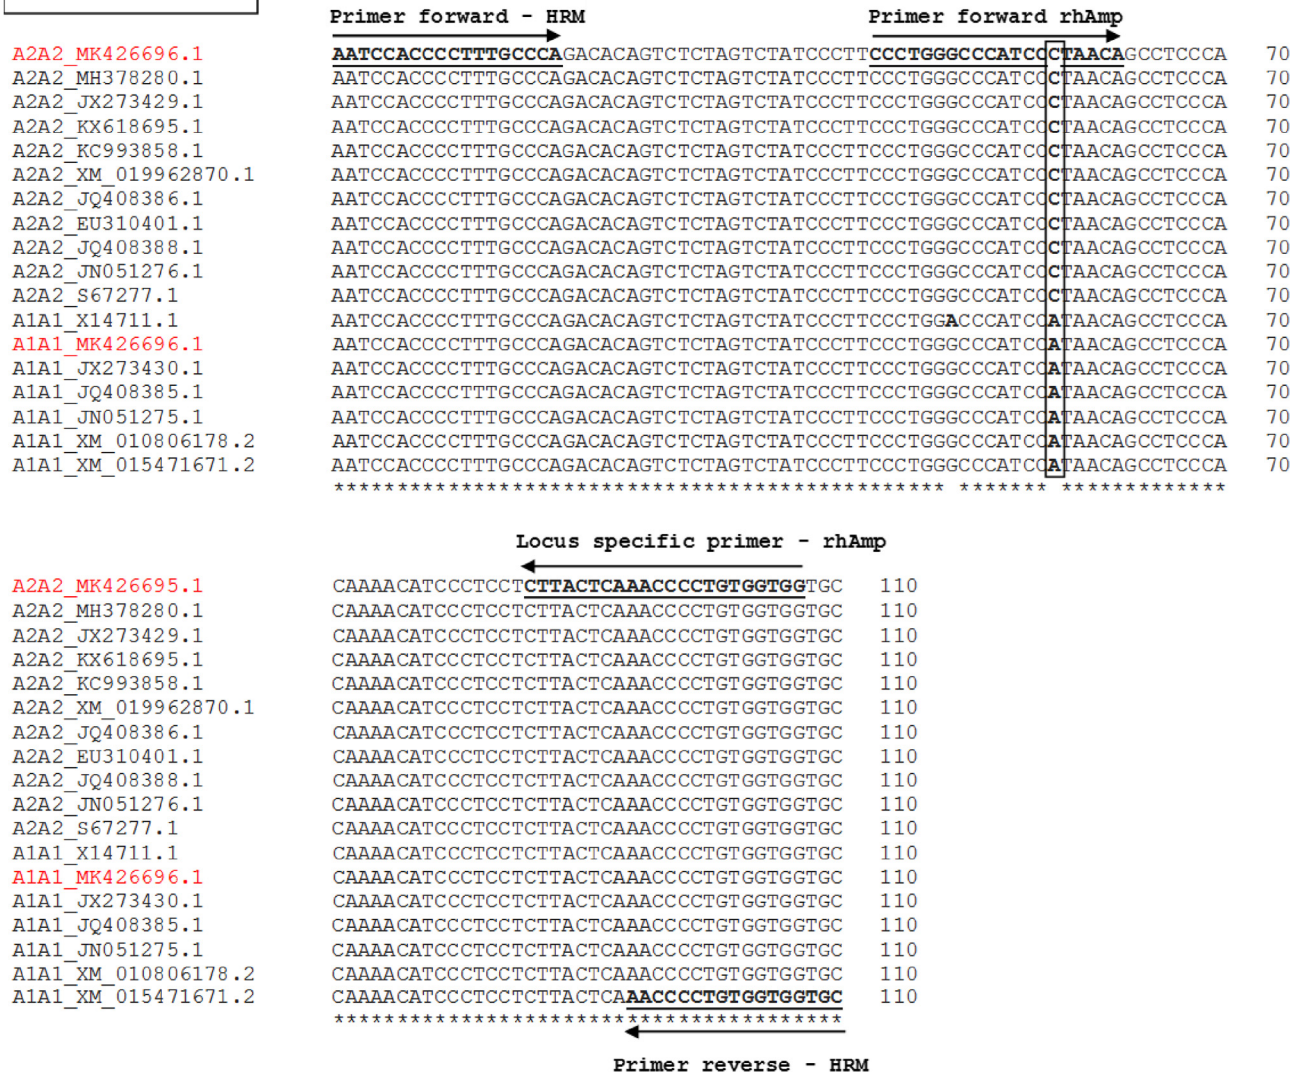 Primer forward - HRM Primer forward rhAmp
A2A2_MK426696.1 AATCCACCCCTTTGCCCAGACACAGTCTCTAGTCTATCCCTTCCCTGGGCCCATCCCTAACAGCCTCCCA 70
A2A2_MH378280.1 AATCCACCCCTTTGCCCAGACACAGTCTCTAGTCTATCCCTTCCCTGGGCCCATCCCTAACAGCCTCCCA 70
A2A2_JX273429.1 AATCCACCCCTTTGCCCAGACACAGTCTCTAGTCTATCCCTTCCCTGGGCCCATCCCTAACAGCCTCCCA 70
A2A2_KX618695.1 AATCCACCCCTTTGCCCAGACACAGTCTCTAGTCTATCCCTTCCCTGGGCCCATCCCTAACAGCCTCCCA 70
A2A2_KC993858.1 AATCCACCCCTTTGCCCAGACACAGTCTCTAGTCTATCCCTTCCCTGGGCCCATCCCTAACAGCCTCCCA 70
A2A2_XM_019962870.1 AATCCACCCCTTTGCCCAGACACAGTCTCTAGTCTATCCCTTCCCTGGGCCCATCCCTAACAGCCTCCCA 70
A2A2_JQ408386.1 AATCCACCCCTTTGCCCAGACACAGTCTCTAGTCTATCCCTTCCCTGGGCCCATCCCTAACAGCCTCCCA 70
A2A2_EU310401.1 AATCCACCCCTTTGCCCAGACACAGTCTCTAGTCTATCCCTTCCCTGGGCCCATCCCTAACAGCCTCCCA 70
A2A2_JQ408388.1 AATCCACCCCTTTGCCCAGACACAGTCTCTAGTCTATCCCTTCCCTGGGCCCATCCCTAACAGCCTCCCA 70
A2A2_JN051276.1 AATCCACCCCTTTGCCCAGACACAGTCTCTAGTCTATCCCTTCCCTGGGCCCATCCCTAACAGCCTCCCA 70
A2A2_S67277.1 AATCCACCCCTTTGCCCAGACACAGTCTCTAGTCTATCCCTTCCCTGGGCCCATCCCTAACAGCCTCCCA 70
A1A1_X14711.1 AATCCACCCCTTTGCCCAGACACAGTCTCTAGTCTATCCCTTCCCTGGACCCATCCATAACAGCCTCCCA 70
A1A1_MK426696.1 AATCCACCCCTTTGCCCAGACACAGTCTCTAGTCTATCCCTTCCCTGGGCCCATCCATAACAGCCTCCCA 70
A1A1_JX273430.1 AATCCACCCCTTTGCCCAGACACAGTCTCTAGTCTATCCCTTCCCTGGGCCCATCCATAACAGCCTCCCA 70
A1A1_JQ408385.1 AATCCACCCCTTTGCCCAGACACAGTCTCTAGTCTATCCCTTCCCTGGGCCCATCCATAACAGCCTCCCA 70
A1A1_JN051275.1 AATCCACCCCTTTGCCCAGACACAGTCTCTAGTCTATCCCTTCCCTGGGCCCATCCATAACAGCCTCCCA 70
A1A1_XM_010806178.2 AATCCACCCCTTTGCCCAGACACAGTCTCTAGTCTATCCCTTCCCTGGGCCCATCCATAACAGCCTCCCA 70
A1A1_XM_015471671.2 AATCCACCCCTTTGCCCAGACACAGTCTCTAGTCTATCCCTTCCCTGGGCCCATCCATAACAGCCTCCCA 70
************************************************ ******* *************
Locus specific primer - rhAmp
A2A2_MK426695.1 CAAAACATCCCTCCTCTTACTCAAACCCCTGTGGTGGTGC 110
A2A2_MH378280.1 CAAAACATCCCTCCTCTTACTCAAACCCCTGTGGTGGTGC 110
A2A2_JX273429.1 CAAAACATCCCTCCTCTTACTCAAACCCCTGTGGTGGTGC 110
A2A2_KX618695.1 CAAAACATCCCTCCTCTTACTCAAACCCCTGTGGTGGTGC 110
A2A2_KC993858.1 CAAAACATCCCTCCTCTTACTCAAACCCCTGTGGTGGTGC 110
A2A2_XM_019962870.1 CAAAACATCCCTCCTCTTACTCAAACCCCTGTGGTGGTGC 110
A2A2_JQ408386.1 CAAAACATCCCTCCTCTTACTCAAACCCCTGTGGTGGTGC 110
A2A2_EU310401.1 CAAAACATCCCTCCTCTTACTCAAACCCCTGTGGTGGTGC 110
A2A2_JQ408388.1 CAAAACATCCCTCCTCTTACTCAAACCCCTGTGGTGGTGC 110
A2A2_JN051276.1 CAAAACATCCCTCCTCTTACTCAAACCCCTGTGGTGGTGC 110
A2A2_S67277.1 CAAAACATCCCTCCTCTTACTCAAACCCCTGTGGTGGTGC 110
A1A1_X14711.1 CAAAACATCCCTCCTCTTACTCAAACCCCTGTGGTGGTGC 110
A1A1_MK426696.1 CAAAACATCCCTCCTCTTACTCAAACCCCTGTGGTGGTGC 110
A1A1_JX273430.1 CAAAACATCCCTCCTCTTACTCAAACCCCTGTGGTGGTGC 110
A1A1_JQ408385.1 CAAAACATCCCTCCTCTTACTCAAACCCCTGTGGTGGTGC 110
A1A1_JN051275.1 CAAAACATCCCTCCTCTTACTCAAACCCCTGTGGTGGTGC 110
A1A1_XM_010806178.2 CAAAACATCCCTCCTCTTACTCAAACCCCTGTGGTGGTGC 110
A1A1_XM_015471671.2 CAAAACATCCCTCCTCTTACTCAAACCCCTGTGGTGGTGC 110
****************************************
Primer reverse - HRM